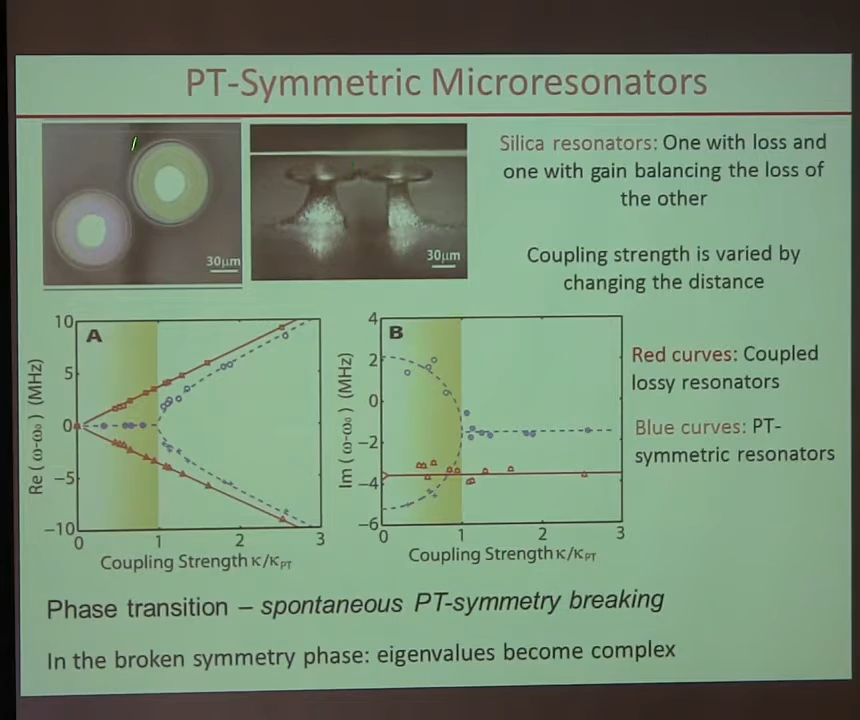 PT-Symmetric Microresonators
30μm
30μm
Silica resonators: One with loss and
one with gain balancing the loss of
the other
Coupling strength is varied by
changing the distance
A
10
5
0
−5
−10
Re ( ω-ω₀ ) (MHz)
0 1 2 3
Coupling Strength κ/κPT
B
4
2
0
−2
−4
−6
Im ( ω-ω₀ ) (MHz)
0 1 2 3
Coupling Strength κ/κPT
Red curves: Coupled
lossy resonators
Blue curves: PT-
symmetric resonators
Phase transition – spontaneous PT-symmetry breaking
In the broken symmetry phase: eigenvalues become complex